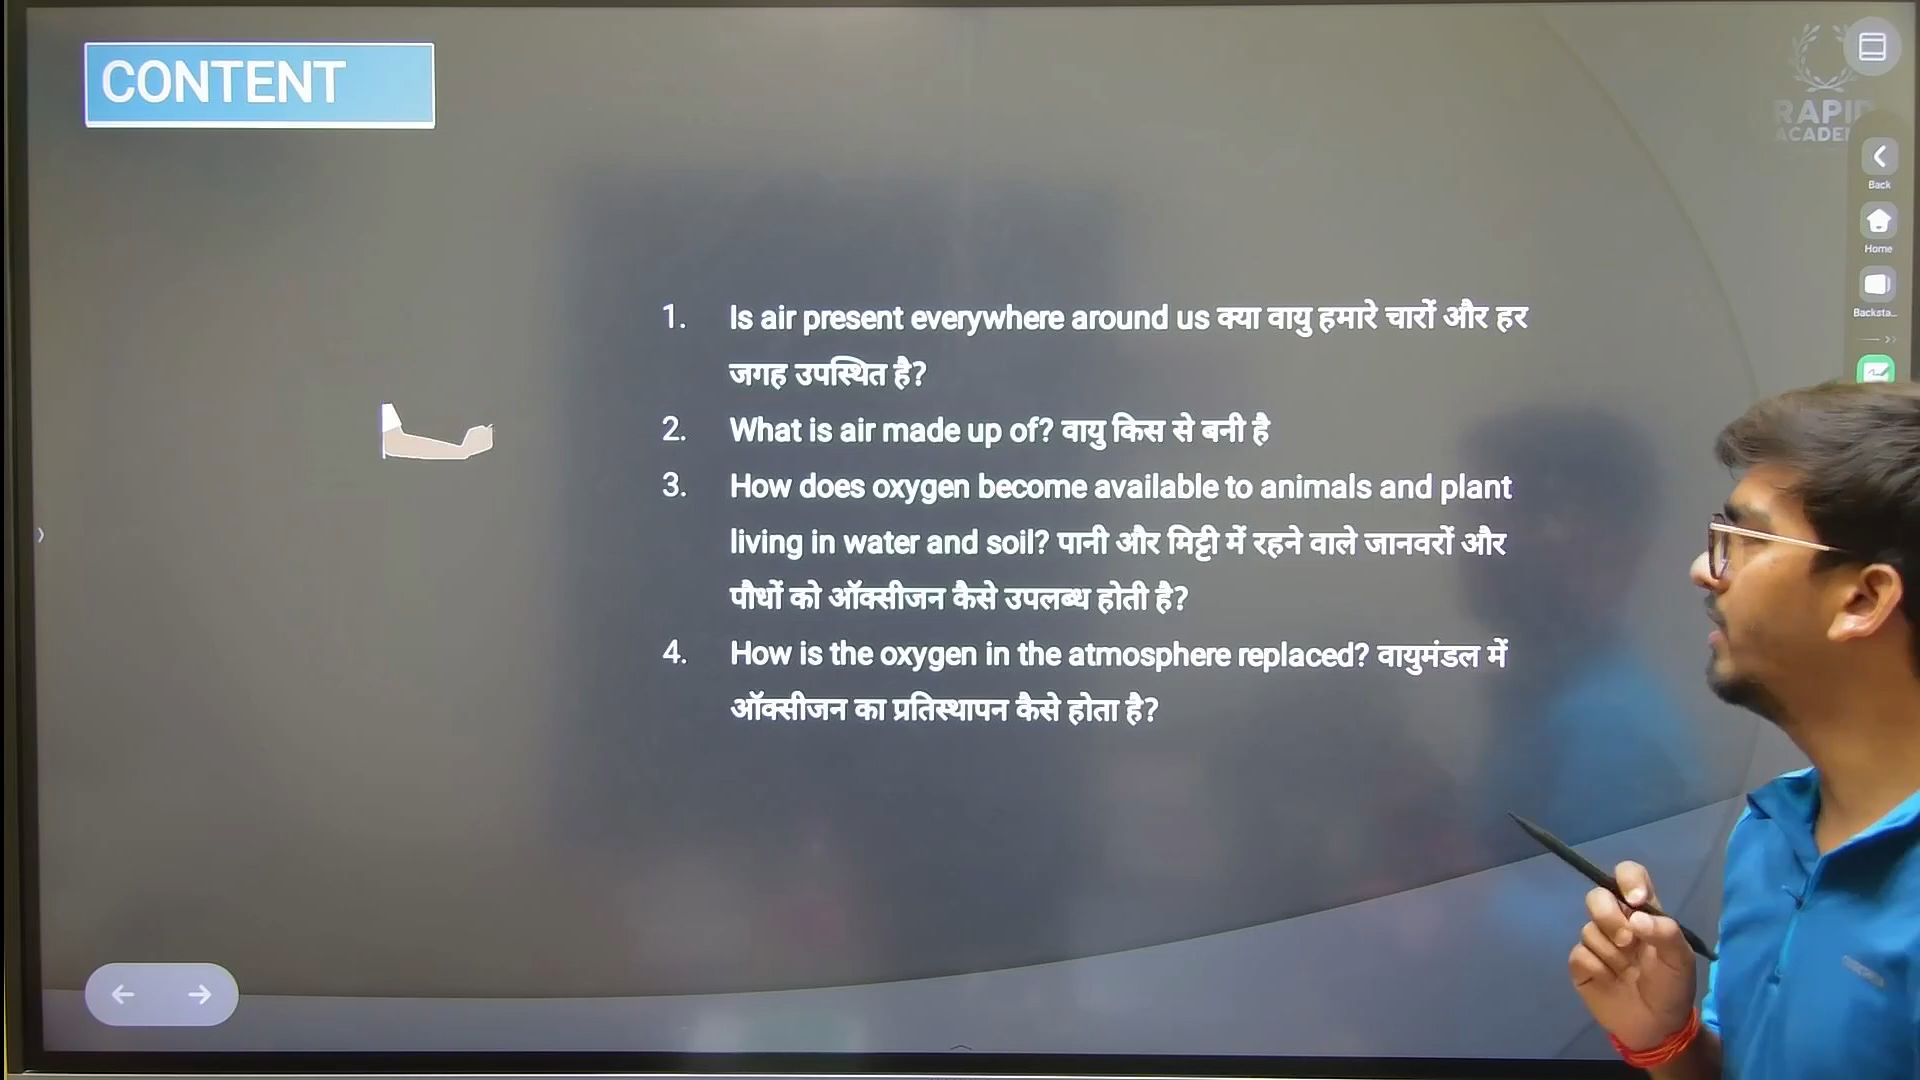 CONTENT
RAPID
Back
Home
Backsta...
1. Is air present everywhere around us क्या वायु हमारे चारों और हर
जगह उपस्थित है?
2. What is air made up of? वायु किस से बनी है
3. How does oxygen become available to animals and plant
living in water and soil? पानी और मिट्टी में रहने वाले जानवरों और
पौधों को ऑक्सीजन कैसे उपलब्ध होती है?
4. How is the oxygen in the atmosphere replaced? वायुमंडल में
ऑक्सीजन का प्रतिस्थापन कैसे होता है?